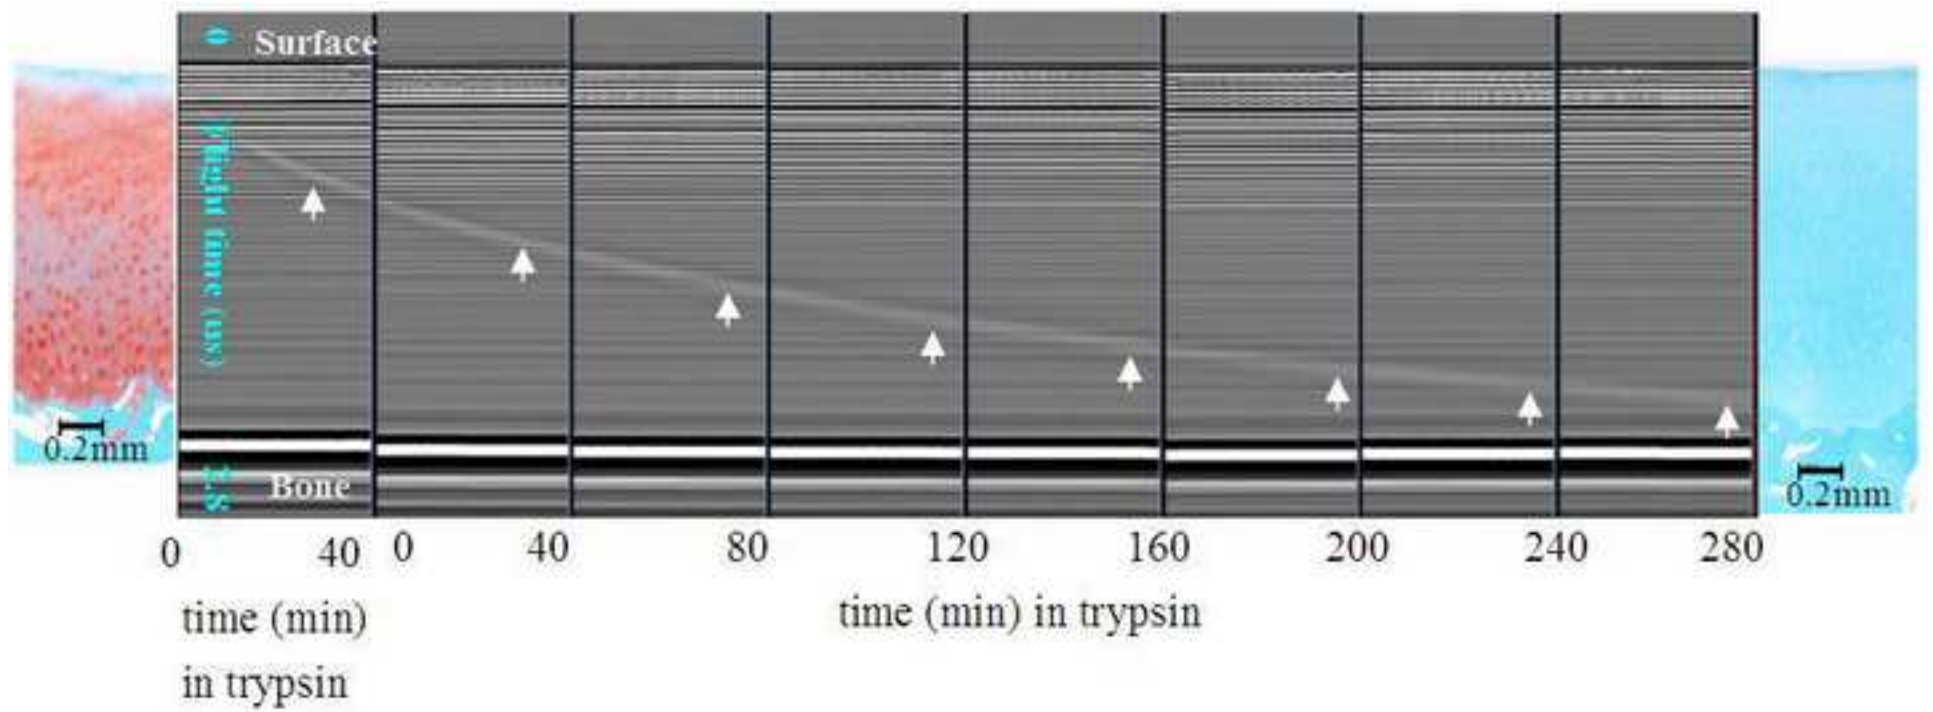 0 Surface
Flight time (us)
2.8 Bone
0.2mm
0.2mm
0 40 0 40 80 120 160 200 240 280
time (min)
in trypsin
time (min) in trypsin